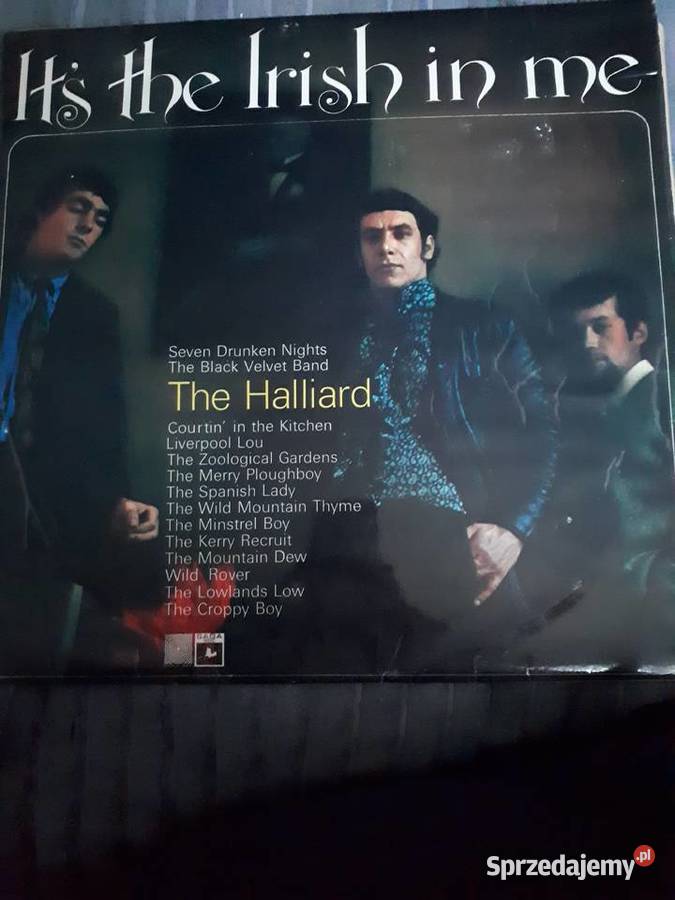 It's the Irish in me
Seven Drunken Nights
The Black Velvet Band
The Halliard
Courtin' in the Kitchen
Liverpool Lou
The Zoological Gardens
The Merry Ploughboy
The Spanish Lady
The Wild Mountain Thyme
The Minstrel Boy
The Kerry Recruit
The Mountain Dew
Wild Rover
The Lowlands Low
The Croppy Boy
SAGA
Sprzedajemy.pl